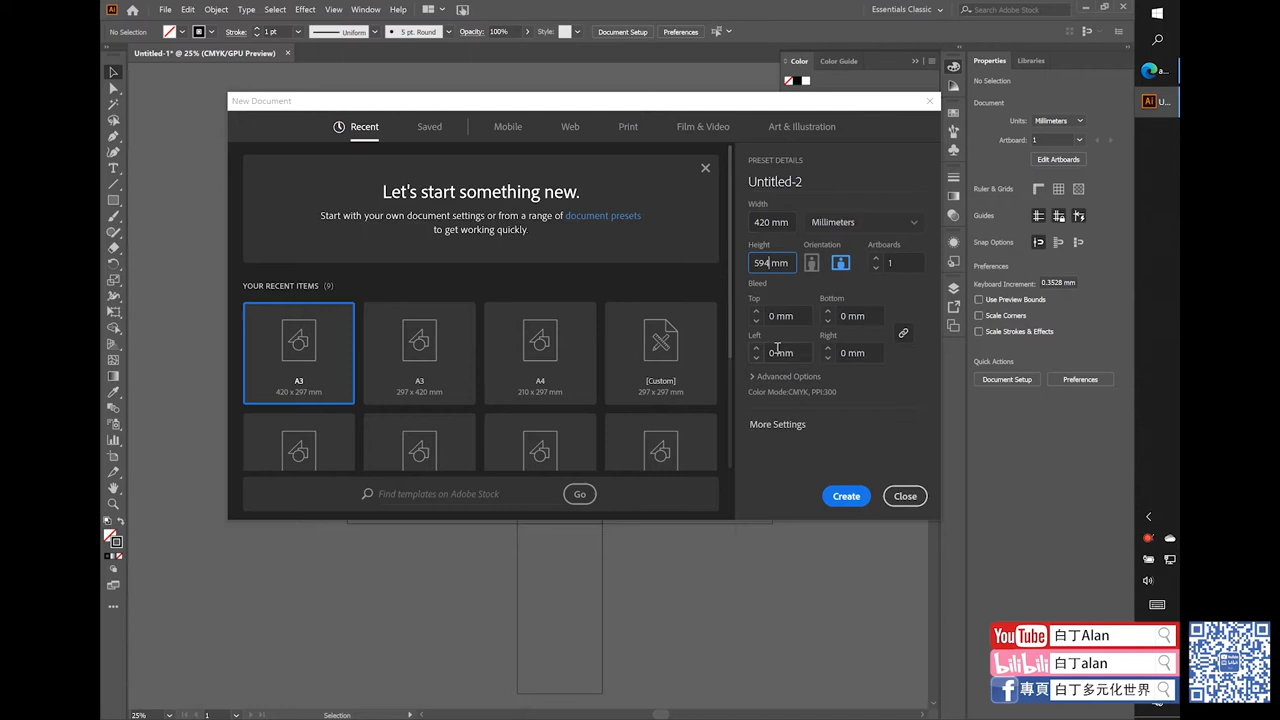 File Edit Object Type Select Effect View Window Help
Essentials Classic
Search Adobe Stock
No Selection Stroke: 1 pt Uniform 5 pt. Round Opacity: 100% Style: Document Setup Preferences
Untitled-1* @ 25% (CMYK/GPU Preview)
Color Color Guide
Properties Libraries
No Selection
Document
Units: Millimeters
Artboard: 1
Edit Artboards
Ruler & Grids
Guides
Snap Options
Preferences
Keyboard Increment: 0.3528 mm
Use Preview Bounds
Scale Corners
Scale Strokes & Effects
Quick Actions
Document Setup Preferences
New Document
Recent Saved Mobile Web Print Film & Video Art & Illustration
Let's start something new.
Start with your own document settings or from a range of document presets
to get working quickly.
YOUR RECENT ITEMS (9)
A3
420 x 297 mm
A3
297 x 420 mm
A4
210 x 297 mm
[Custom]
297 x 297 mm
Find templates on Adobe Stock
Go
PRESET DETAILS
Untitled-2
Width
420 mm Millimeters
Height Orientation Artboards
594 mm 1
Bleed
Top Bottom
0 mm 0 mm
Left Right
0 mm 0 mm
Advanced Options
Color Mode:CMYK, PPI:300
More Settings
Create Close
a...
Ai U...
YouTube 白丁Alan
bilibili 白丁alan
f 專頁 白丁多元化世界
25% 1 Selection